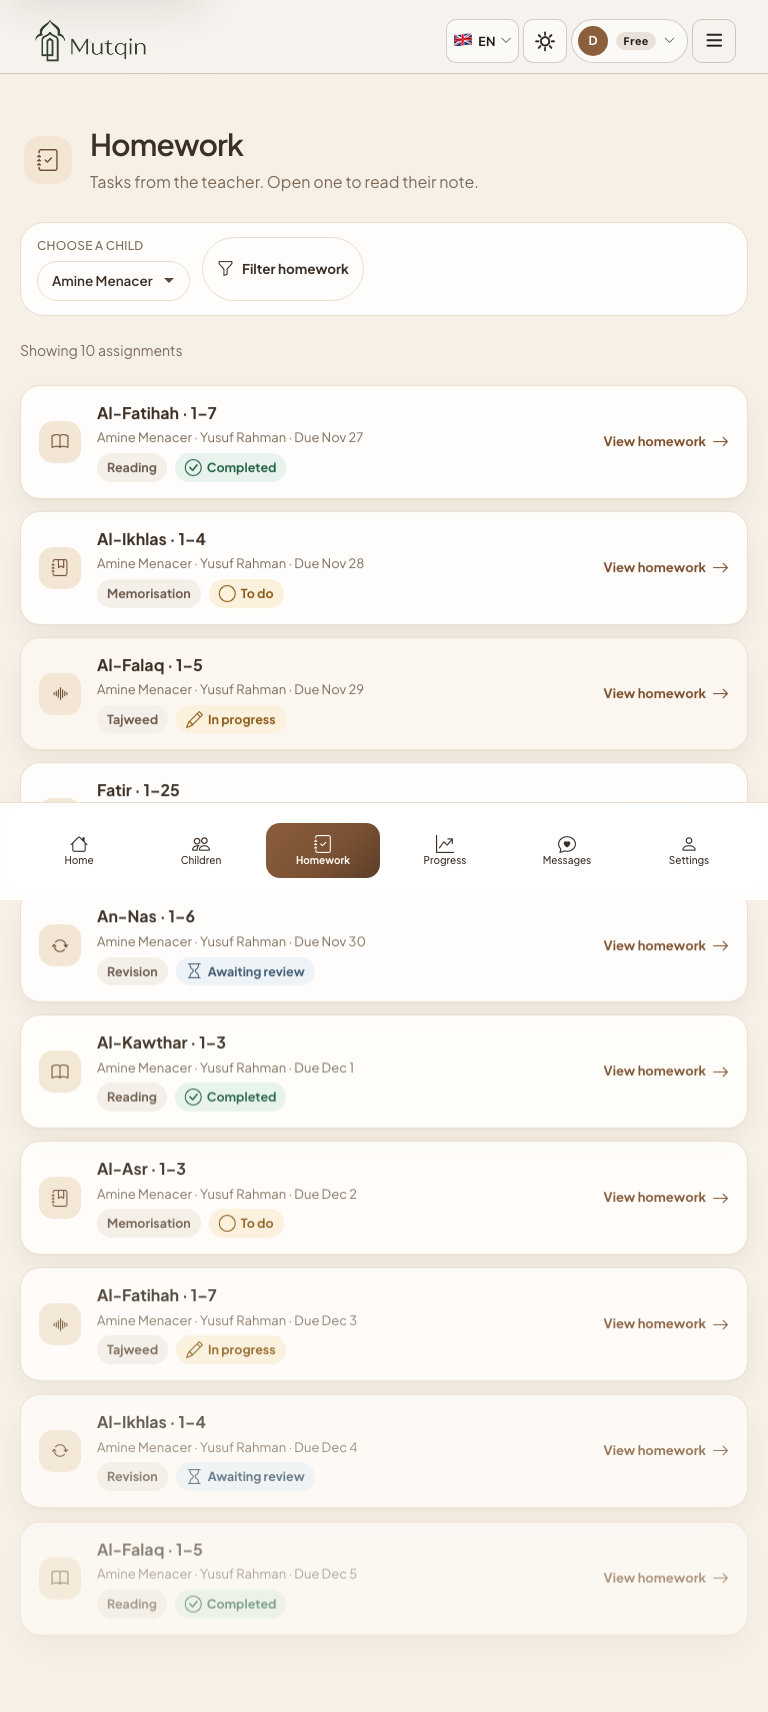 Mutqin
EN
D
Free
Homework
Tasks from the teacher. Open one to read their note.
CHOOSE A CHILD
Amine Menacer
Filter homework
Showing 10 assignments
Al-Fatihah · 1–7
Amine Menacer · Yusuf Rahman · Due Nov 27
Reading
Completed
View homework →
Al-Ikhlas · 1–4
Amine Menacer · Yusuf Rahman · Due Nov 28
Memorisation
To do
View homework →
Al-Falaq · 1–5
Amine Menacer · Yusuf Rahman · Due Nov 29
Tajweed
In progress
View homework →
Fatir · 1–25
Home
Children
Homework
Progress
Messages
Settings
An-Nas · 1–6
Amine Menacer · Yusuf Rahman · Due Nov 30
Revision
Awaiting review
View homework →
Al-Kawthar · 1–3
Amine Menacer · Yusuf Rahman · Due Dec 1
Reading
Completed
View homework →
Al-Asr · 1–3
Amine Menacer · Yusuf Rahman · Due Dec 2
Memorisation
To do
View homework →
Al-Fatihah · 1–7
Amine Menacer · Yusuf Rahman · Due Dec 3
Tajweed
In progress
View homework →
Al-Ikhlas · 1–4
Amine Menacer · Yusuf Rahman · Due Dec 4
Revision
Awaiting review
View homework →
Al-Falaq · 1–5
Amine Menacer · Yusuf Rahman · Due Dec 5
Reading
Completed
View homework →